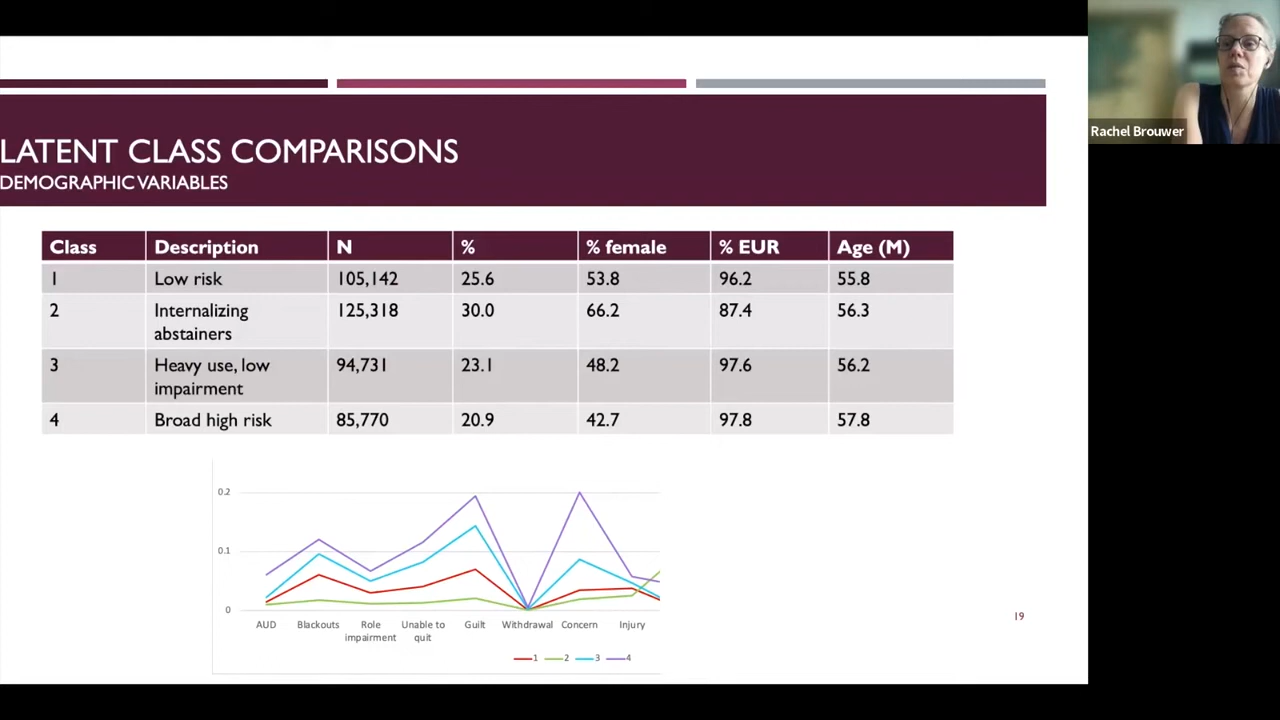 LATENT CLASS COMPARISONS
DEMOGRAPHIC VARIABLES
Rachel Brouwer
Class Description N % % female % EUR Age (M)
1 Low risk 105,142 25.6 53.8 96.2 55.8
2 Internalizing abstainers 125,318 30.0 66.2 87.4 56.3
3 Heavy use, low impairment 94,731 23.1 48.2 97.6 56.2
4 Broad high risk 85,770 20.9 42.7 97.8 57.8
0.2
0.1
0
AUD Blackouts Role impairment Unable to quit Guilt Withdrawal Concern Injury
1 2 3 4
19